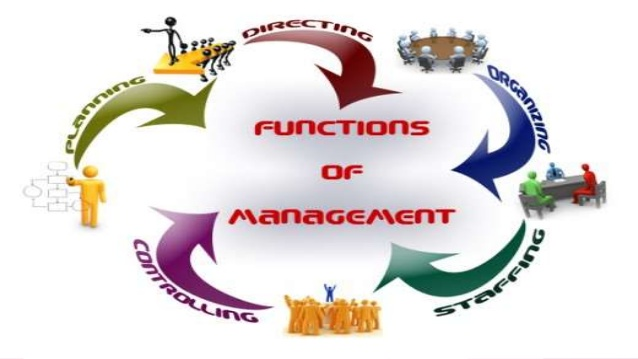 DIRECTING
PLANNING
ORGANIZING
FUNCTIONS
OF
MANAGEMENT
CONTROLLING
STAFFING